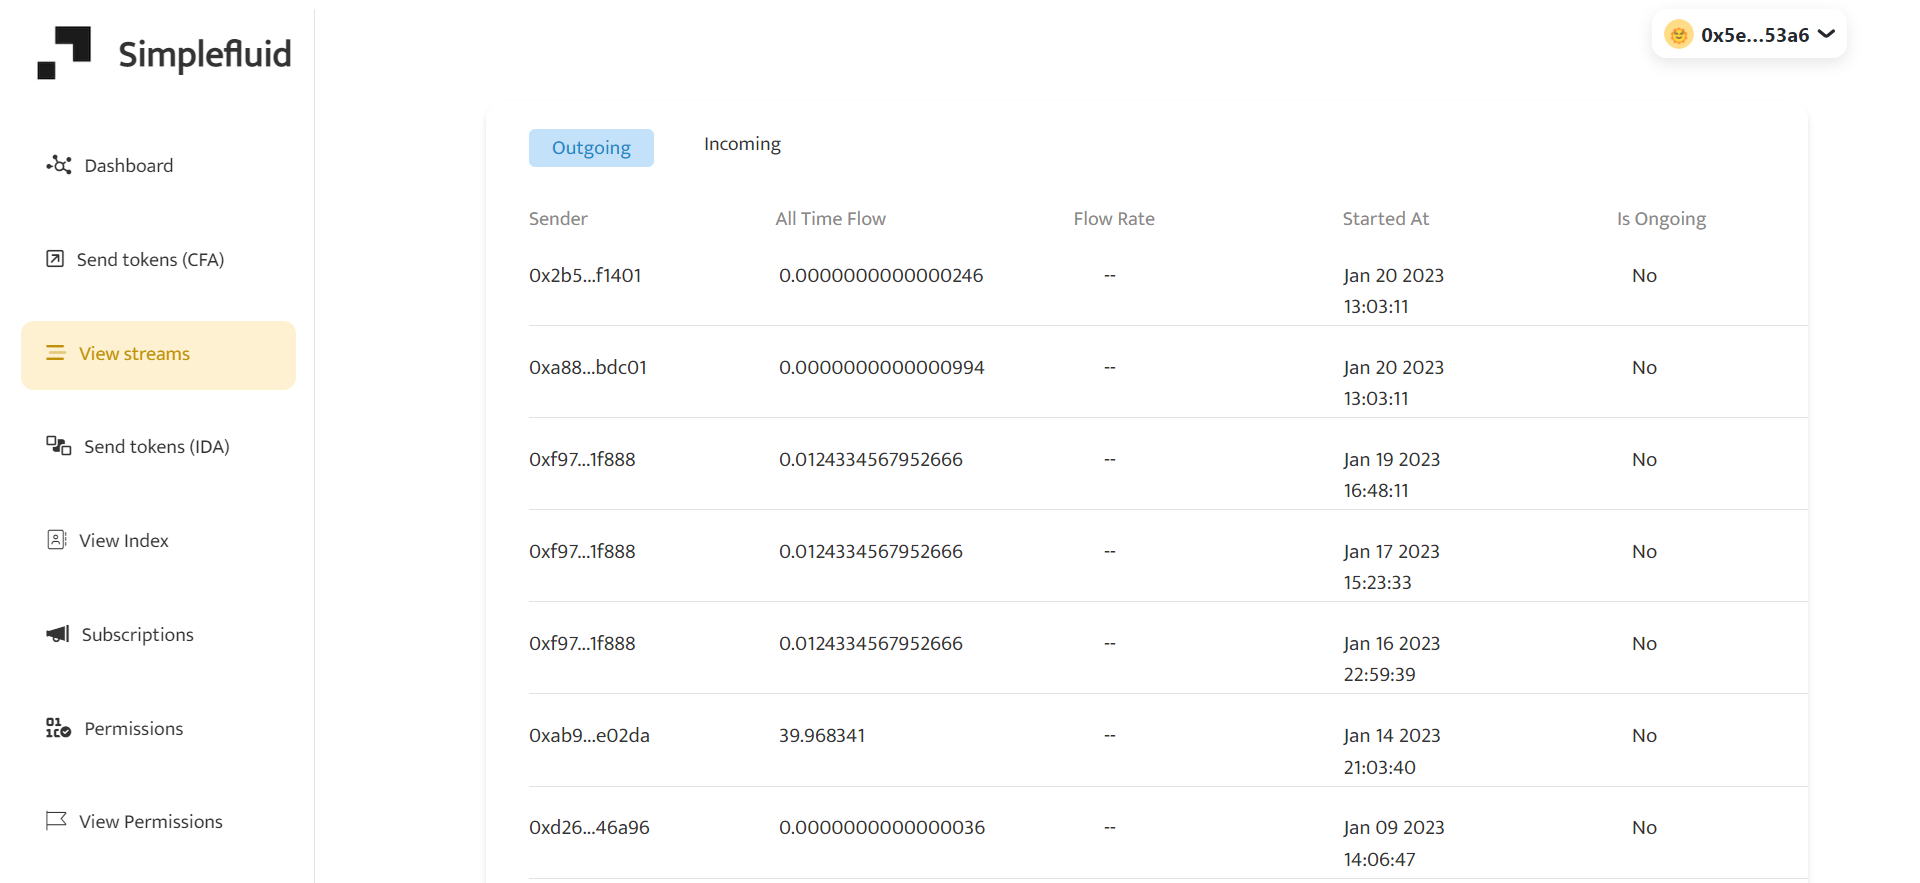 Simplefluid
0x5e...53a6
Dashboard
Send tokens (CFA)
View streams
Send tokens (IDA)
View Index
Subscriptions
Permissions
View Permissions
Outgoing Incoming
Sender All Time Flow Flow Rate Started At Is Ongoing
0x2b5...f1401 0.0000000000000246 -- Jan 20 2023 No
13:03:11
0xa88...bdc01 0.0000000000000994 -- Jan 20 2023 No
13:03:11
0xf97...1f888 0.0124334567952666 -- Jan 19 2023 No
16:48:11
0xf97...1f888 0.0124334567952666 -- Jan 17 2023 No
15:23:33
0xf97...1f888 0.0124334567952666 -- Jan 16 2023 No
22:59:39
0xab9...e02da 39.968341 -- Jan 14 2023 No
21:03:40
0xd26...46a96 0.0000000000000036 -- Jan 09 2023 No
14:06:47